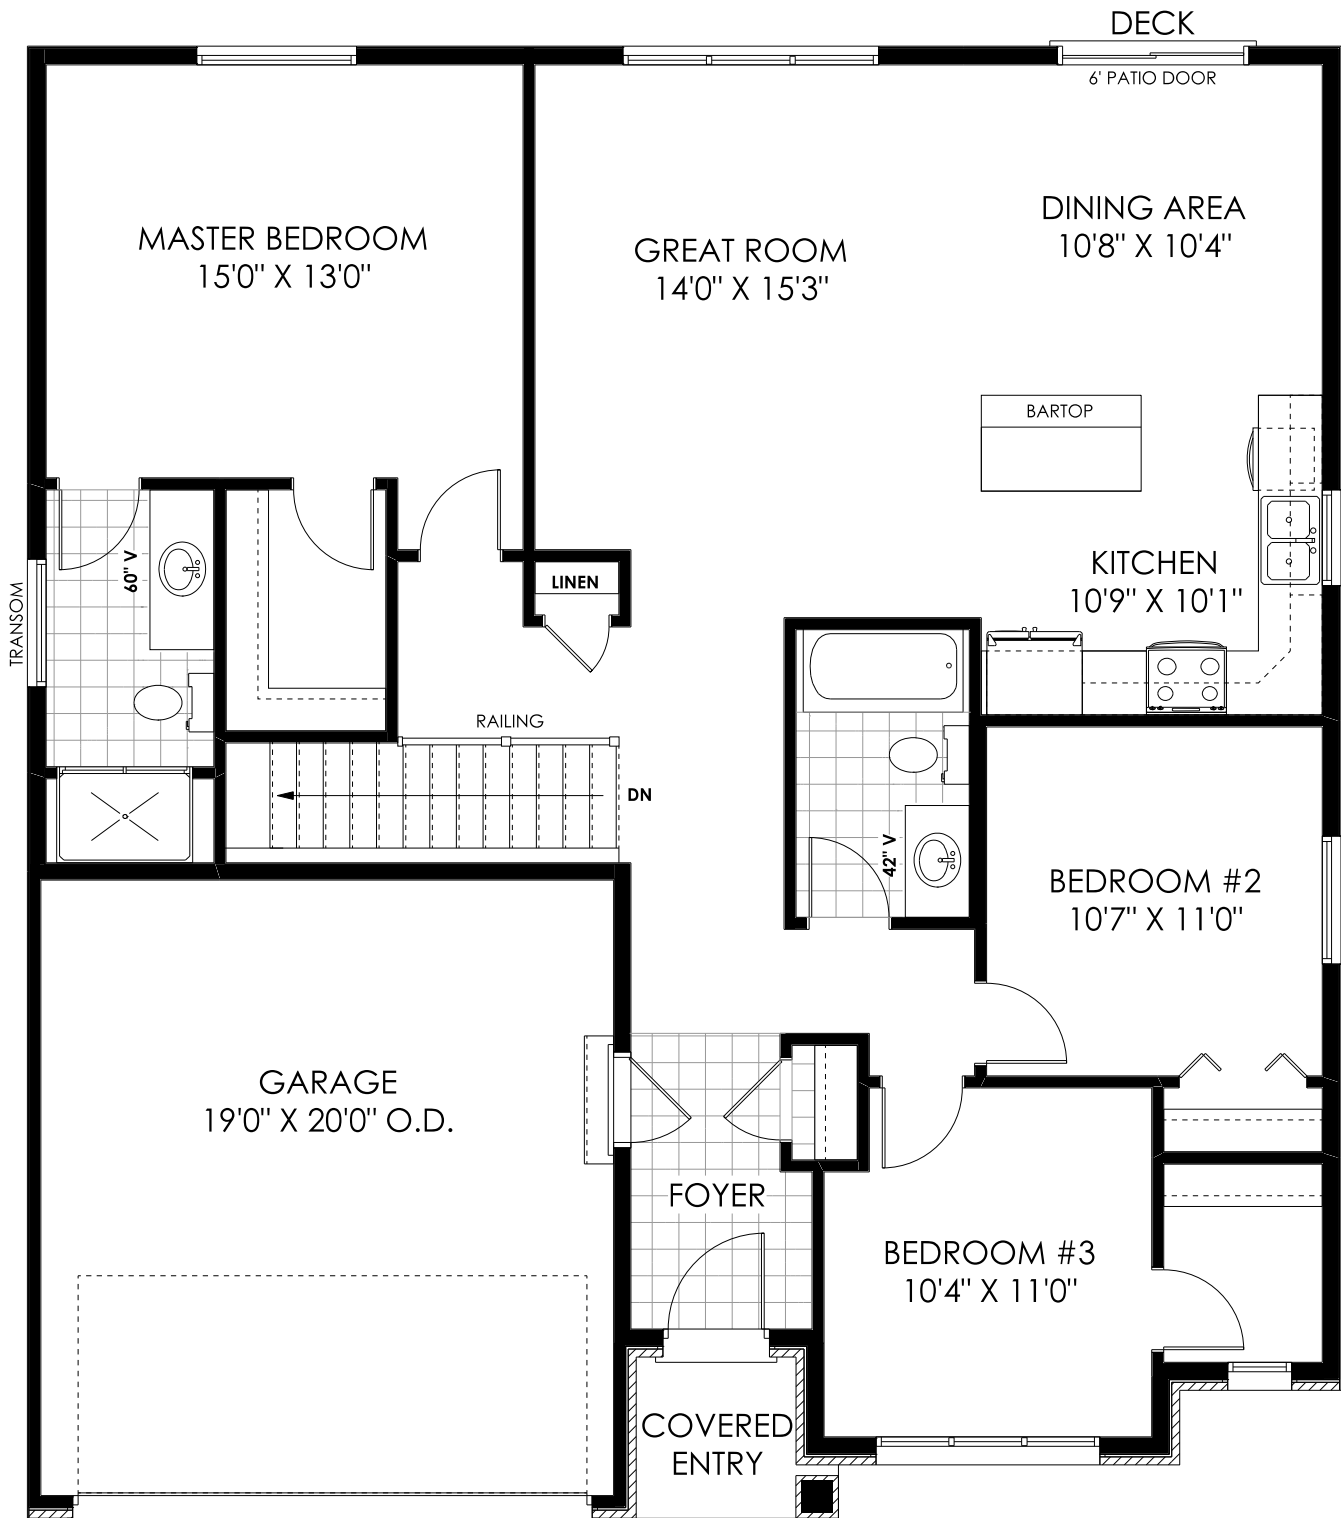 DECK
6' PATIO DOOR
MASTER BEDROOM
15'0" X 13'0"
GREAT ROOM
14'0" X 15'3"
DINING AREA
10'8" X 10'4"
BARTOP
KITCHEN
10'9" X 10'1"
60" V
TRANSOM
LINEN
RAILING
DN
42" V
BEDROOM #2
10'7" X 11'0"
GARAGE
19'0" X 20'0" O.D.
FOYER
BEDROOM #3
10'4" X 11'0"
COVERED
ENTRY